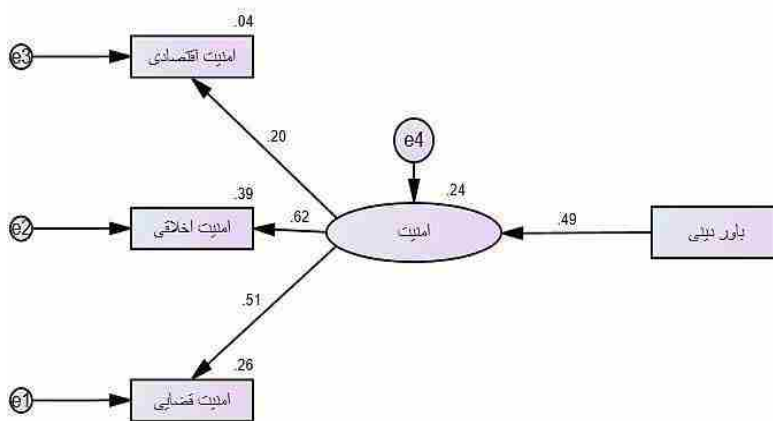 .04
e3
امنیت اقتصادی
.20
e4
.39
.24
e2
امنیت اخلاقی
.62
امنیت
.49
باور دینی
.51
.26
e1
امنیت قضایی